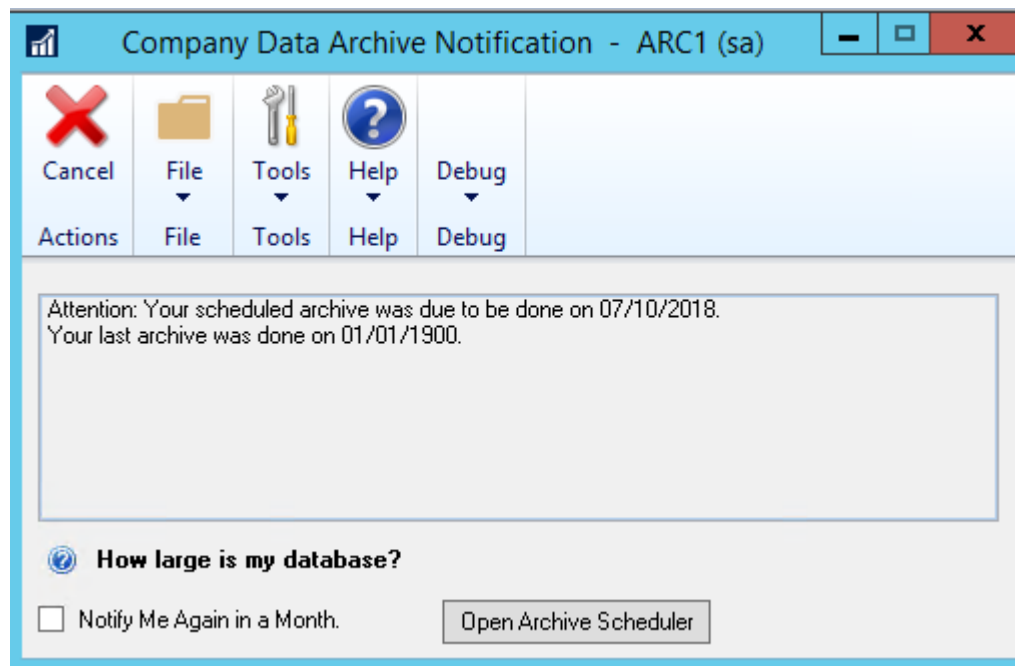 Company Data Archive Notification - ARC1 (sa)
Cancel File Tools Help Debug
Actions File Tools Help Debug
Attention: Your scheduled archive was due to be done on 07/10/2018.
Your last archive was done on 01/01/1900.
How large is my database?
Notify Me Again in a Month. Open Archive Scheduler